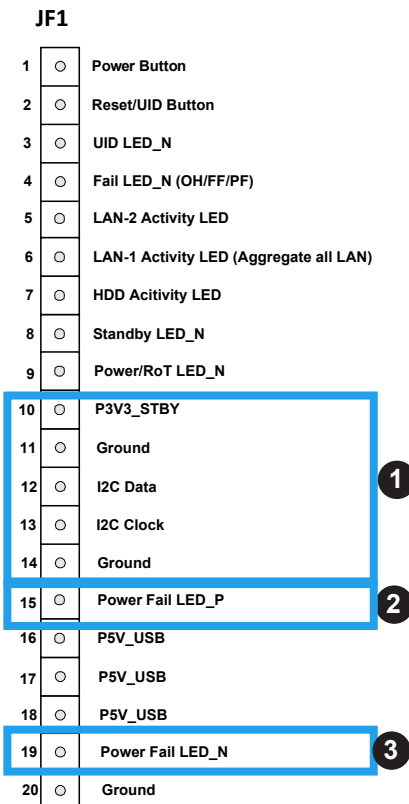 JF1
1 Power Button
2 Reset/UID Button
3 UID LED_N
4 Fail LED_N (OH/FF/PF)
5 LAN-2 Activity LED
6 LAN-1 Activity LED (Aggregate all LAN)
7 HDD Acitivity LED
8 Standby LED_N
9 Power/RoT LED_N
10 P3V3_STBY
11 Ground
12 I2C Data 1
13 I2C Clock
14 Ground
15 Power Fail LED_P 2
16 P5V_USB
17 P5V_USB
18 P5V_USB
19 Power Fail LED_N 3
20 Ground